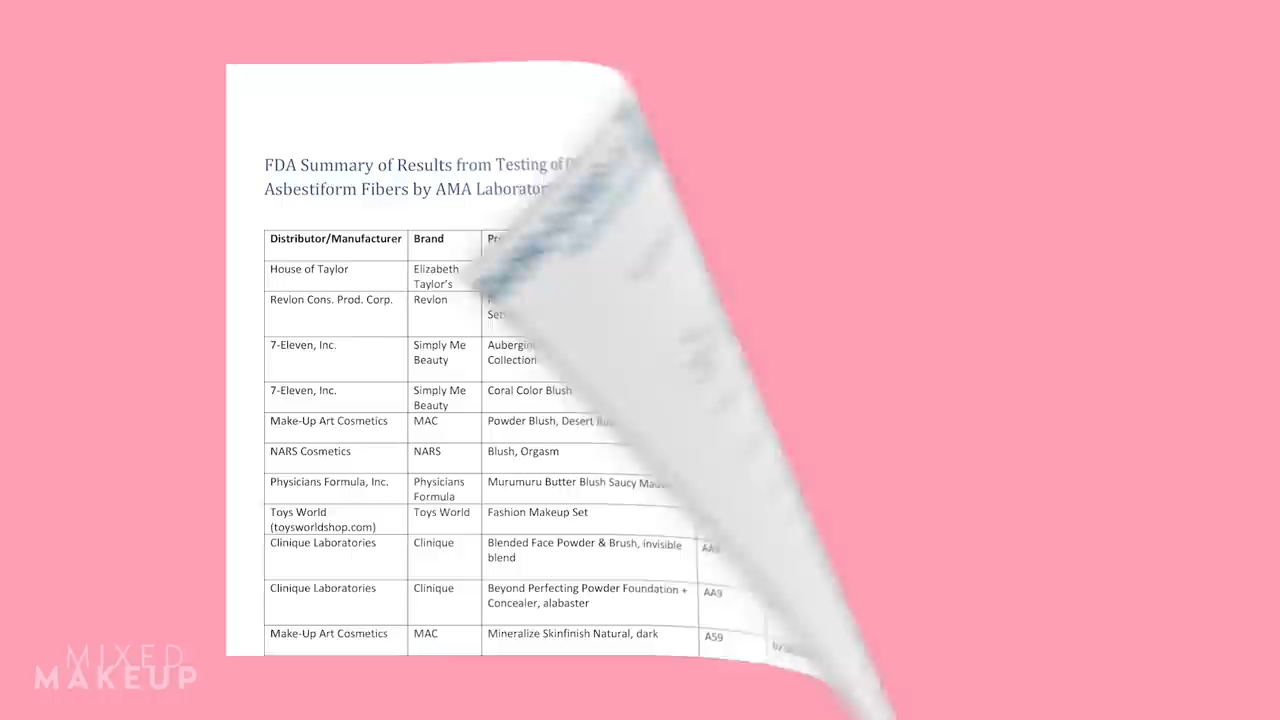 FDA Summary of Results from Testing of
Asbestiform Fibers by AMA
Distributor/Manufacturer Brand
House of Taylor Elizabeth
Taylor's
Revlon Cons. Prod. Corp. Revlon
7-Eleven, Inc. Simply Me
Beauty
Collection
7-Eleven, Inc. Simply Me
Beauty Coral Color Blush
Make-Up Art Cosmetics MAC Powder Blush, Desert
NARS Cosmetics NARS Blush, Orgasm
Physicians Formula, Inc. Physicians
Formula Murumuru Butter Blush Saucy
Toys World
(toysworldshop.com) Toys World Fashion Makeup Set
Clinique Laboratories Clinique Blended Face Powder & Brush, invisible
blend
Clinique Laboratories Clinique Beyond Perfecting Powder Foundation + AA9
Concealer, alabaster
Make-Up Art Cosmetics MAC Mineralize Skinfinish Natural, dark A59
MIXED
MAKEUP